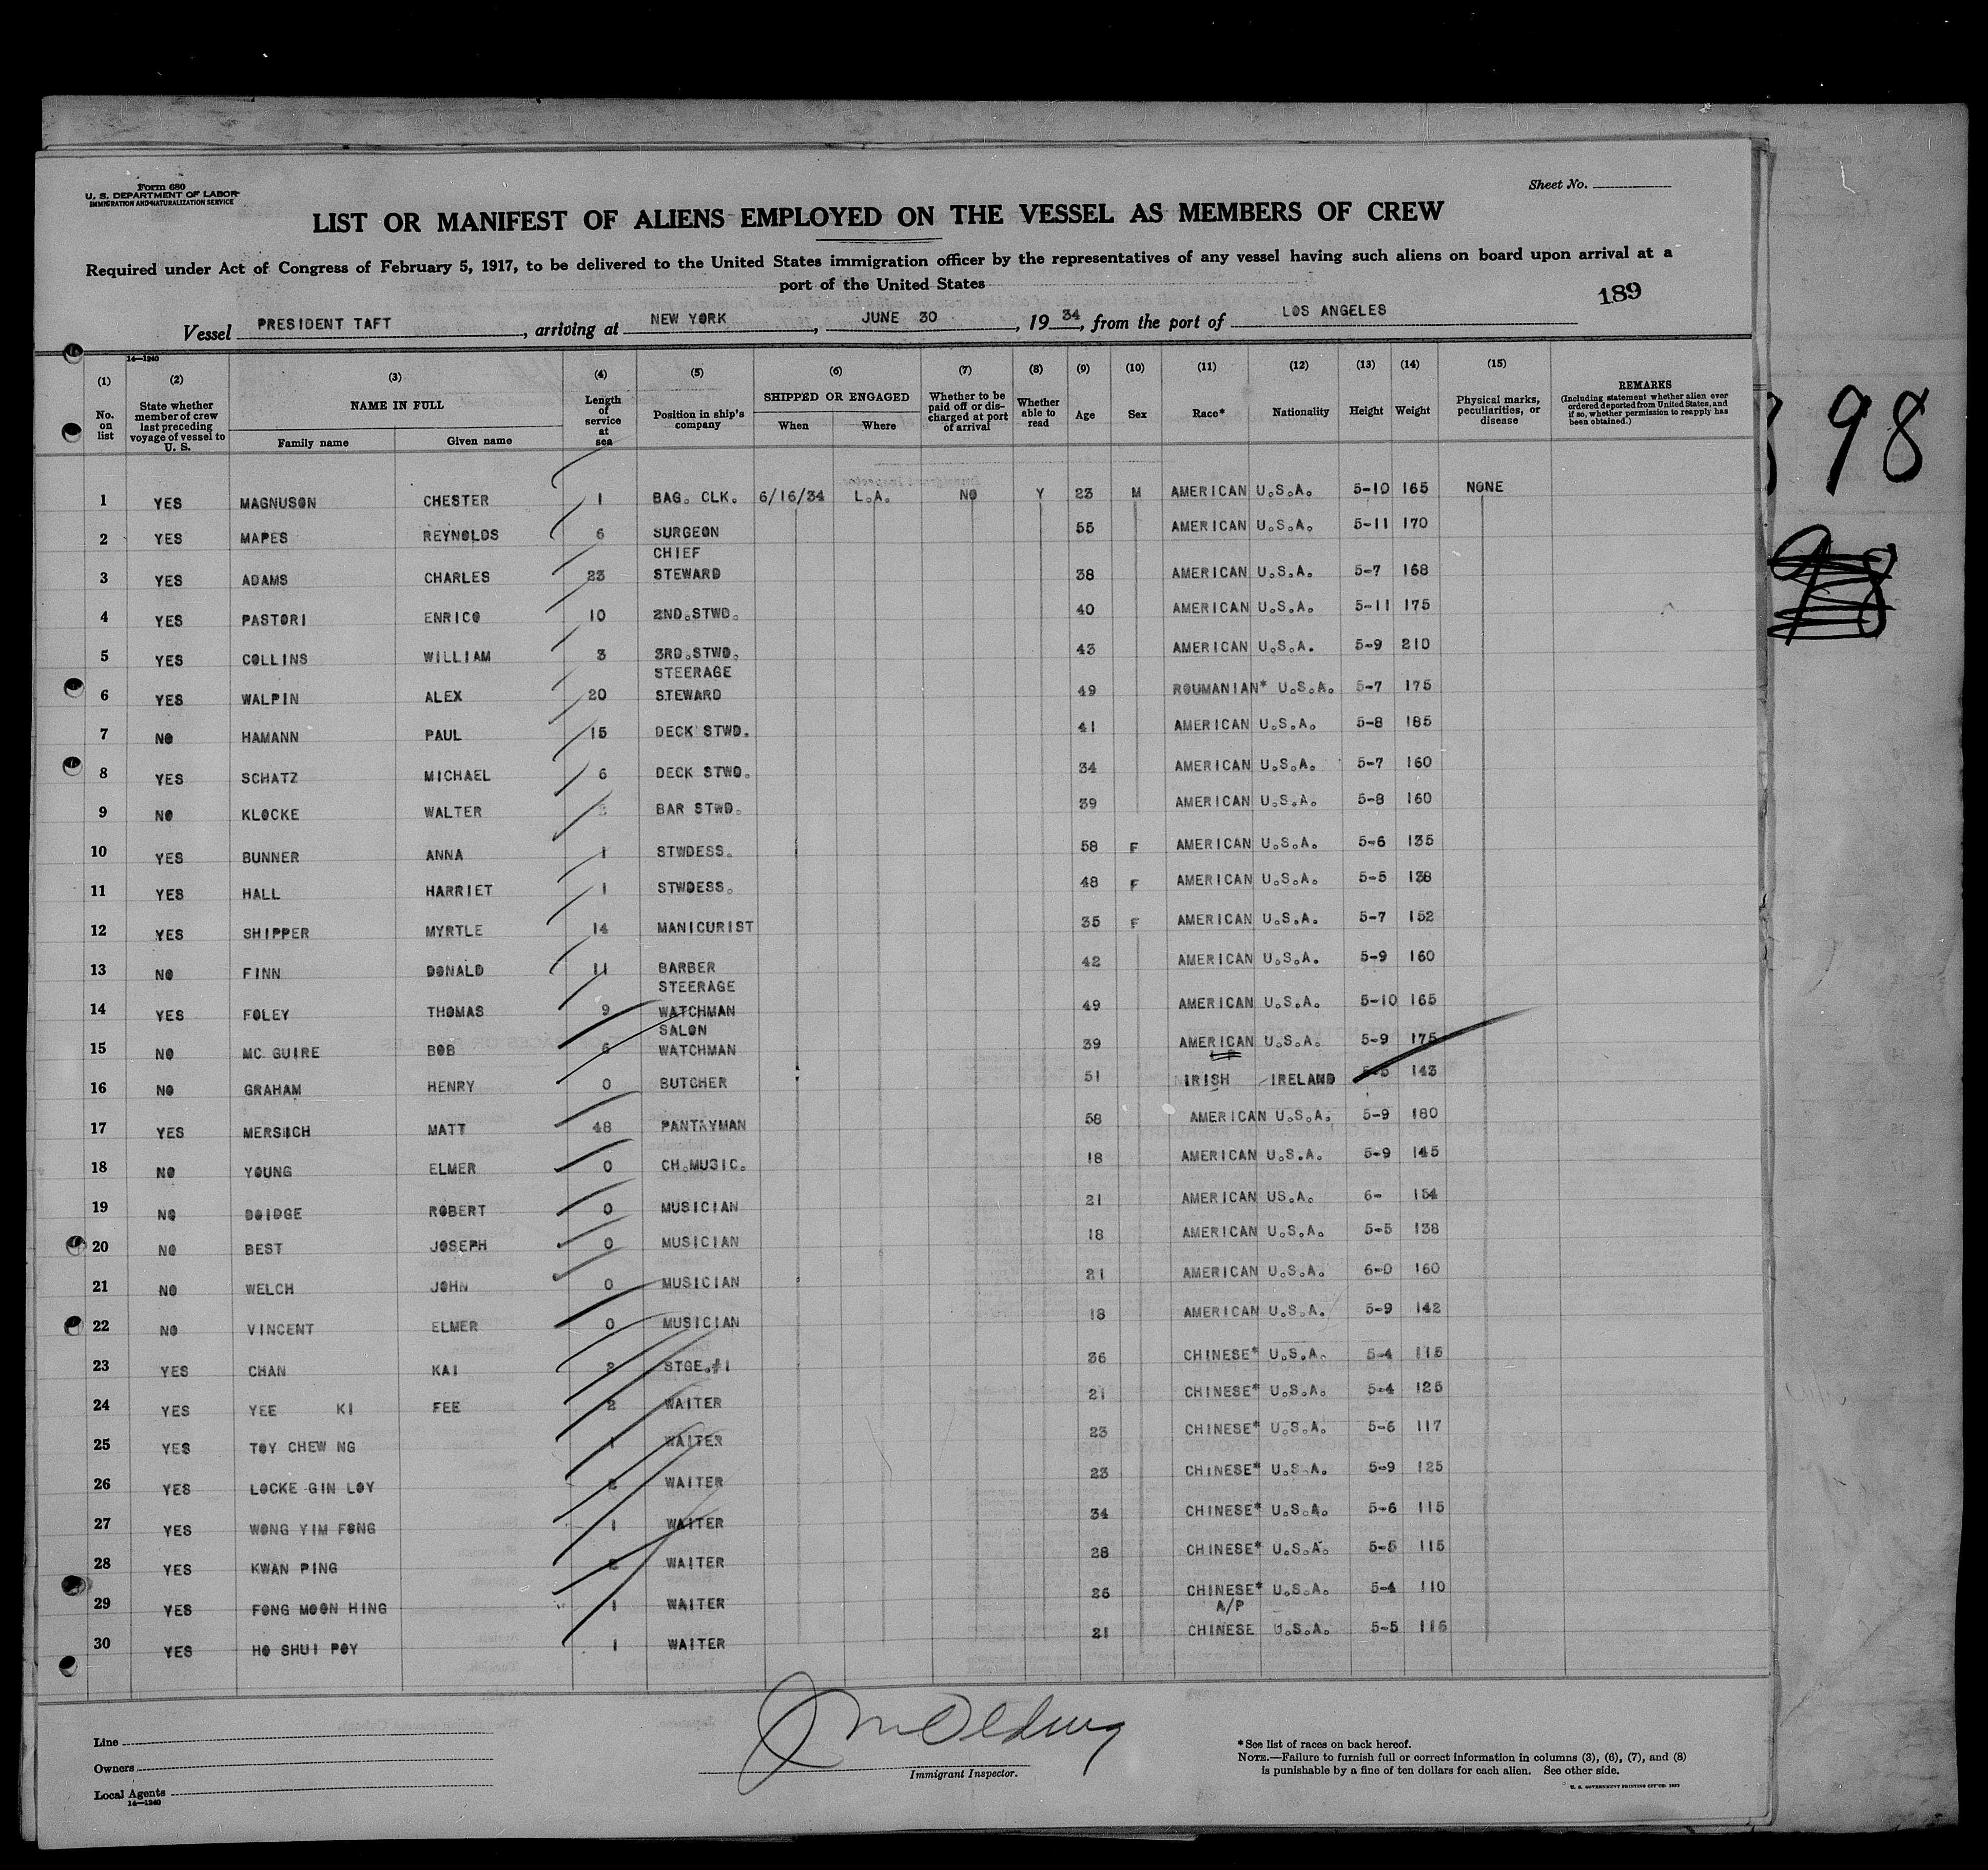 Form 680
U. S. DEPARTMENT OF LABOR
IMMIGRATION AND NATURALIZATION SERVICE
Sheet No.
LIST OR MANIFEST OF ALIENS EMPLOYED ON THE VESSEL AS MEMBERS OF CREW
Required under Act of Congress of February 5, 1917, to be delivered to the United States immigration officer by the representatives of any vessel having such aliens on board upon arrival at a
port of the United States
189
Vessel PRESIDENT TAFT, arriving at NEW YORK, JUNE 30, 19 34, from the port of LOS ANGELES
14—1240
(1) No. on list
(2) State whether member of crew last preceding voyage of vessel to U. S.
(3) NAME IN FULL Family name Given name
(4) Length of service at sea
(5) Position in ship's company
(6) SHIPPED OR ENGAGED When Where
(7) Whether to be paid off or discharged at port of arrival
(8) Whether able to read
(9) Age
(10) Sex
(11) Race*
(12) Nationality
(13) Height
(14) Weight
(15) Physical marks, peculiarities, or disease
REMARKS (Including statement whether alien ever ordered deported from United States, and if so, whether permission to reapply has been obtained.)
98
1 YES MAGNUSON CHESTER 1 BAG. CLK. 6/16/34 L.A. NO Y 23 M AMERICAN U.S.A. 5-10 165 NONE
2 YES MAPES REYNOLDS 6 SURGEON 55 AMERICAN U.S.A. 5-11 170
3 YES ADAMS CHARLES 23 CHIEF STEWARD 38 AMERICAN U.S.A. 5-7 168
4 YES PASTORI ENRICO 10 2ND.STWD. 40 AMERICAN U.S.A. 5-11 175
5 YES COLLINS WILLIAM 3 3RD.STWD. 43 AMERICAN U.S.A. 5-9 210
6 YES WALPIN ALEX 20 STEERAGE STEWARD 49 ROUMANIAN* U.S.A. 5-7 175
7 NO HAMANN PAUL 15 DECK STWD. 41 AMERICAN U.S.A. 5-8 185
8 YES SCHATZ MICHAEL 6 DECK STWD. 34 AMERICAN U.S.A. 5-7 160
9 NO KLOCKE WALTER BAR STWD. 39 AMERICAN U.S.A. 5-8 160
10 YES BUNNER ANNA 1 STWDESS. 58 F AMERICAN U.S.A. 5-6 135
11 YES HALL HARRIET 1 STWDESS. 48 F AMERICAN U.S.A. 5-5 138
12 YES SHIPPER MYRTLE 14 MANICURIST 35 F AMERICAN U.S.A. 5-7 152
13 NO FINN DONALD 11 BARBER 42 AMERICAN U.S.A. 5-9 160
14 YES FOLEY THOMAS 9 STEERAGE WATCHMAN 49 AMERICAN U.S.A. 5-10 165
15 NO MC GUIRE BOB 6 SALON WATCHMAN 39 AMERICAN U.S.A. 5-9 175
16 NO GRAHAM HENRY 0 BUTCHER 51 IRISH IRELAND 143
17 YES MERSICH MATT 48 PANTAYMAN 58 AMERICAN U.S.A. 5-9 180
18 NO YOUNG ELMER 0 CH.MUSIC. 18 AMERICAN U.S.A. 5-9 145
19 NO DOIDGE ROBERT 0 MUSICIAN 21 AMERICAN US.A. 6- 154
20 NO BEST JOSEPH 0 MUSICIAN 18 AMERICAN U.S.A. 5-5 138
21 NO WELCH JOHN 0 MUSICIAN 21 AMERICAN U.S.A. 6-0 160
22 NO VINCENT ELMER 0 MUSICIAN 18 AMERICAN U.S.A. 5-9 142
23 YES CHAN KAI 2 STGE.#1 36 CHINESE* U.S.A. 5-4 115
24 YES YEE KI FEE 2 WAITER 21 CHINESE* U.S.A. 5-4 125
25 YES TOY CHEW NG 1 WAITER 23 CHINESE* U.S.A. 5-6 117
26 YES LOCKE GIN LOY 2 WAITER 23 CHINESE* U.S.A. 5-9 125
27 YES WONG YIM FONG 1 WAITER 34 CHINESE* U.S.A. 5-6 115
28 YES KWAN PING 2 WAITER 28 CHINESE* U.S.A. 5-5 115
29 YES FONG MOON HING 1 WAITER 26 CHINESE* U.S.A. 5-4 110
A/P
30 YES HO SHUI POY 1 WAITER 21 CHINESE U.S.A. 5-5 116
Line
Owners
Local Agents
14—1240
Immigrant Inspector.
*See list of races on back hereof.
NOTE.—Failure to furnish full or correct information in columns (3), (6), (7), and (8)
is punishable by a fine of ten dollars for each alien. See other side.
U. S. GOVERNMENT PRINTING OFFICE: 1932